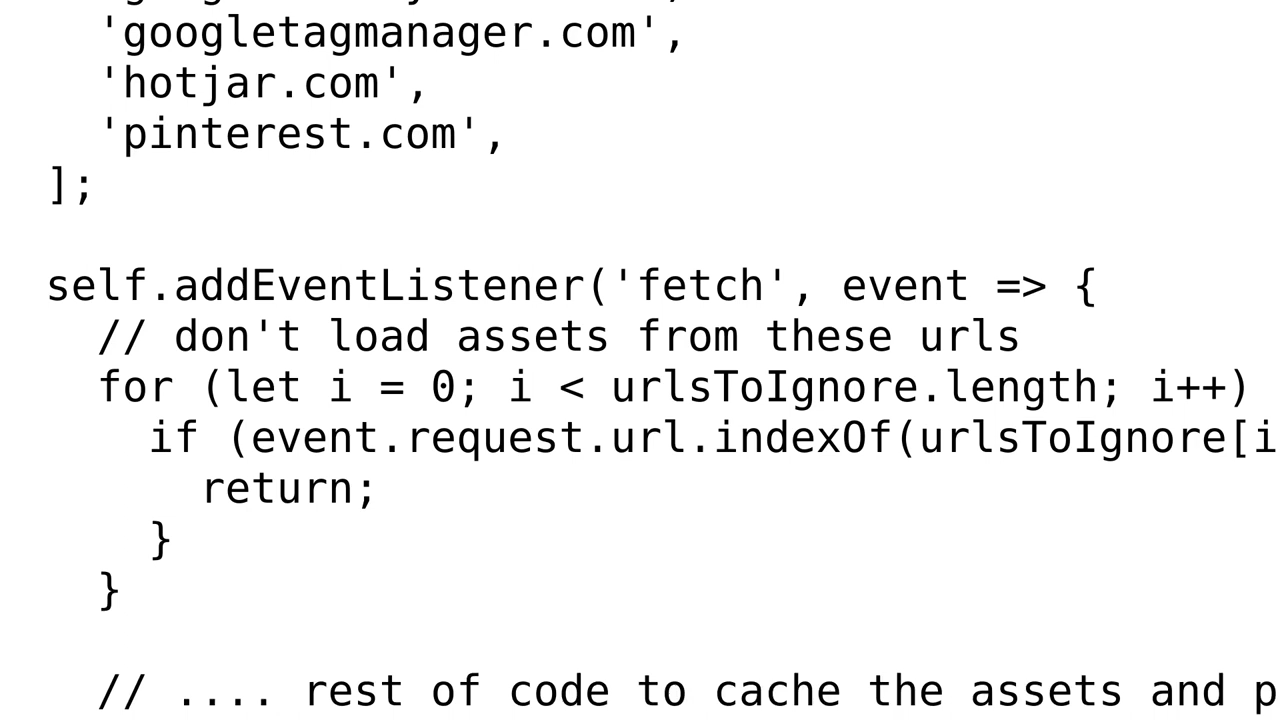 'googletagmanager.com',
'hotjar.com',
'pinterest.com',
];
self.addEventListener('fetch', event => {
// don't load assets from these urls
for (let i = 0; i < urlsToIgnore.length; i++)
if (event.request.url.indexOf(urlsToIgnore[i
return;
}
}
// .... rest of code to cache the assets and p